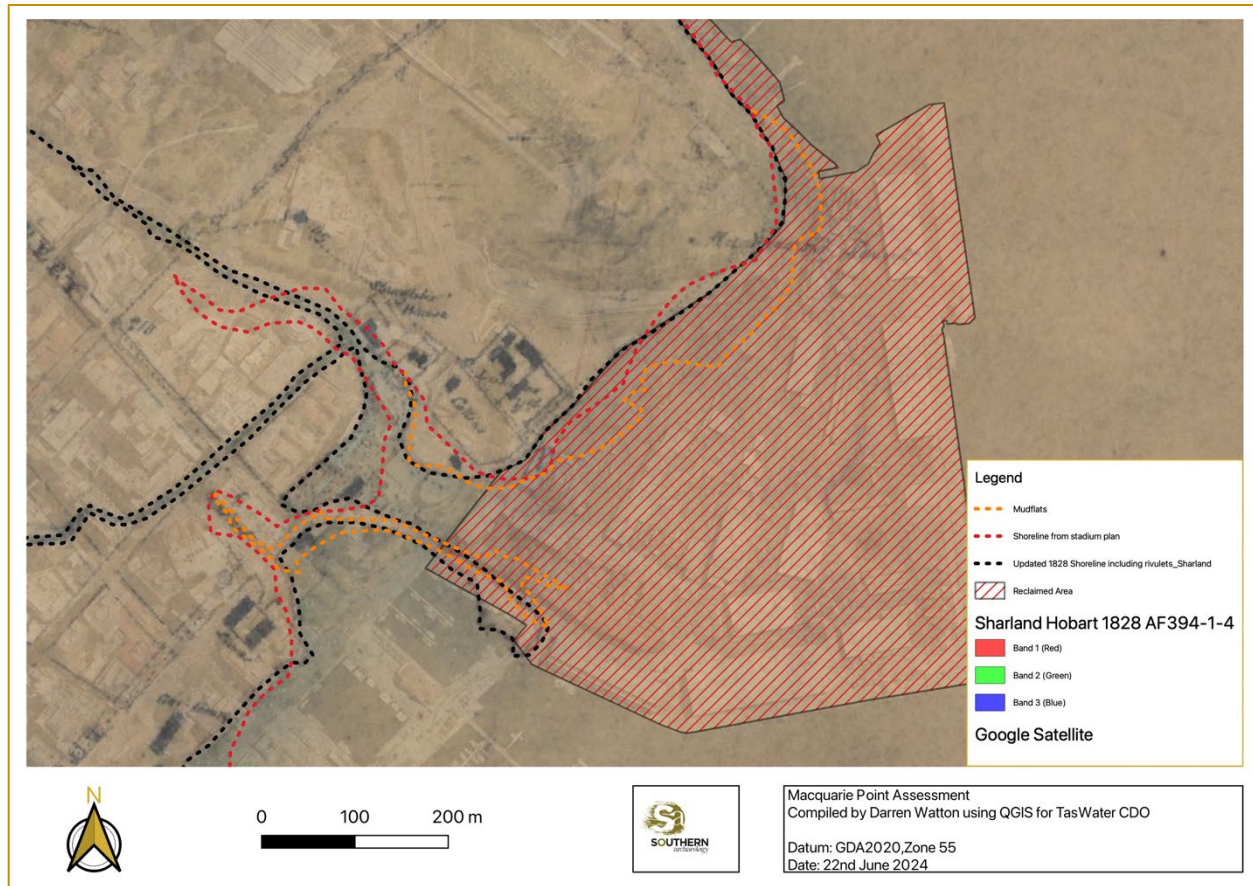 Legend
Mudflats
Shoreline from stadium plan
Updated 1828 Shoreline including rivulets_Sharland
Reclaimed Area
Sharland Hobart 1828 AF394-1-4
Band 1 (Red)
Band 2 (Green)
Band 3 (Blue)
Google Satellite
N
0 100 200 m
SOUTHERN
archaeology
Macquarie Point Assessment
Compiled by Darren Watton using QGIS for TasWater CDO
Datum: GDA2020,Zone 55
Date: 22nd June 2024